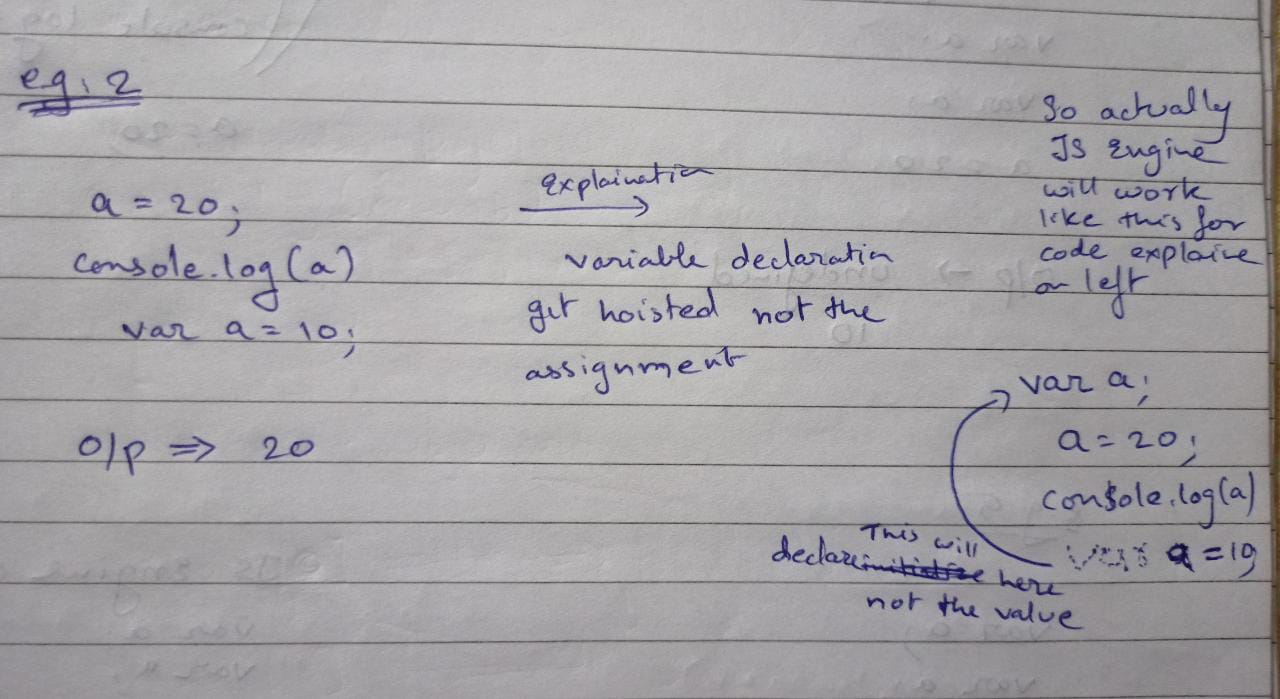 eg: 2
a = 20;
console.log(a)
var a = 10;
O/p ⇒ 20
Explaination
variable declaration
get hoisted not the
assignment
So actually
JS Engine
will work
like this for
code explaine
on left
var a;
a = 20;
console.log(a)
var a = 10
This will
declare here
not the value